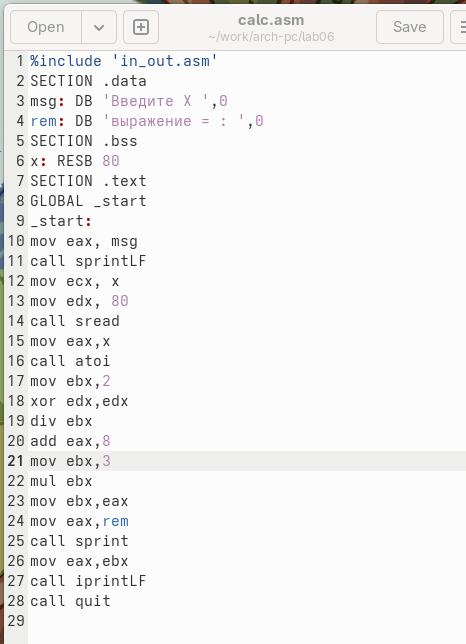 Open
calc.asm
~/work/arch-pc/lab06
Save
1 %include 'in_out.asm'
2 SECTION .data
3 msg: DB 'Введите X ',0
4 rem: DB 'выражение = : ',0
5 SECTION .bss
6 x: RESB 80
7 SECTION .text
8 GLOBAL _start
9 _start:
10 mov eax, msg
11 call sprintLF
12 mov ecx, x
13 mov edx, 80
14 call sread
15 mov eax,x
16 call atoi
17 mov ebx,2
18 xor edx,edx
19 div ebx
20 add eax,8
21 mov ebx,3
22 mul ebx
23 mov ebx,eax
24 mov eax,rem
25 call sprint
26 mov eax,ebx
27 call iprintLF
28 call quit
29